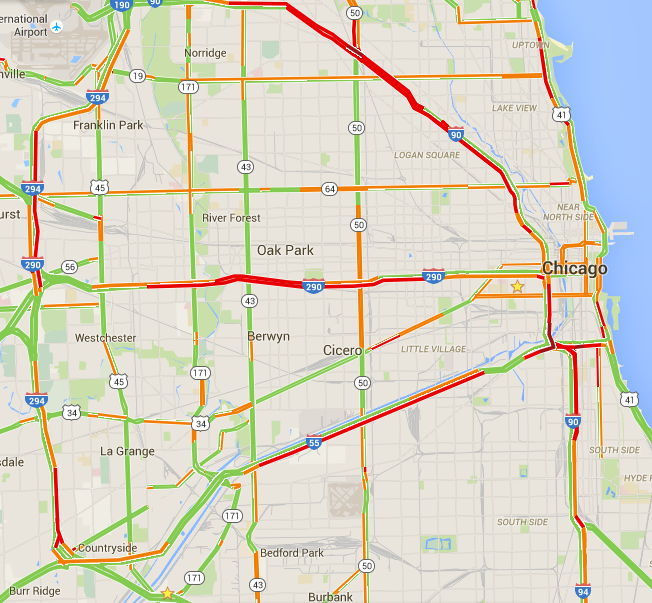 190
90
50
ernational
Airport
Norridge
UPTOWN
19
nville
171
294
LAKE VIEW
41
Franklin Park
50
90
LOGAN SQUARE
43
294
45
64
NEAR
NORTH SIDE
urst
River Forest
50
Oak Park
290
56
290
290
Chicago
43
Westchester
Berwyn
Cicero
LITTLE VILLAGE
171
45
50
294
41
34
34
90
55
La Grange
SOUTH SIDE
sdale
HYDE P
171
SOUTH SIDE
Countryside
Bedford Park
50
171
43
Burr Ridge
Burbank
94